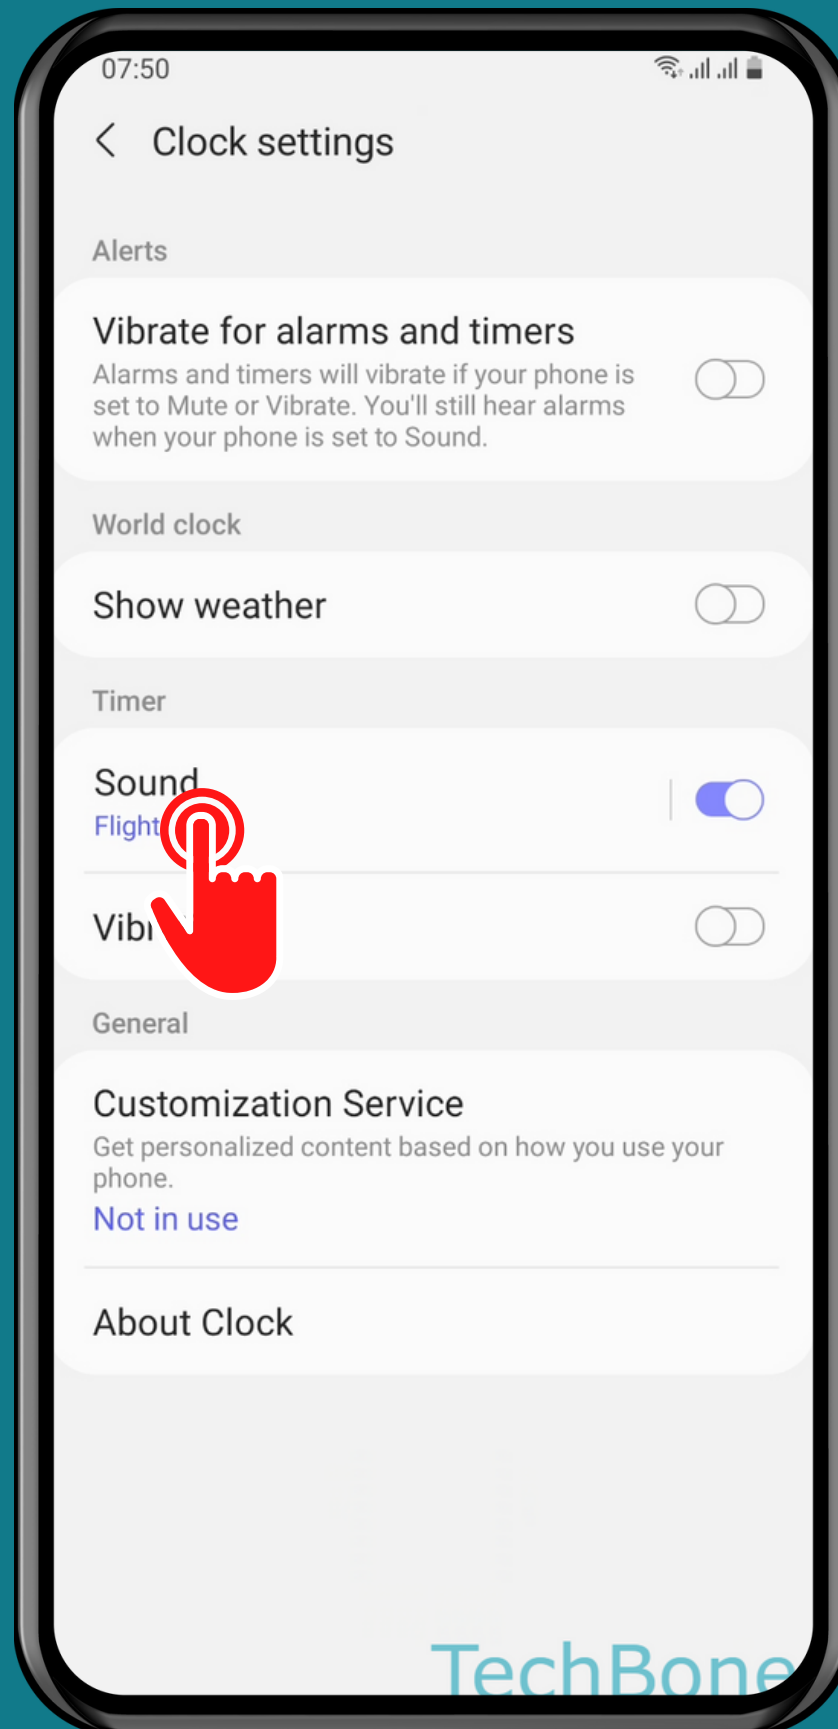 07:50
Clock settings
Alerts
Vibrate for alarms and timers
Alarms and timers will vibrate if your phone is
set to Mute or Vibrate. You'll still hear alarms
when your phone is set to Sound.
World clock
Show weather
Timer
Sound
Flight
General
Customization Service
Get personalized content based on how you use your
phone.
Not in use
About Clock
TechBone